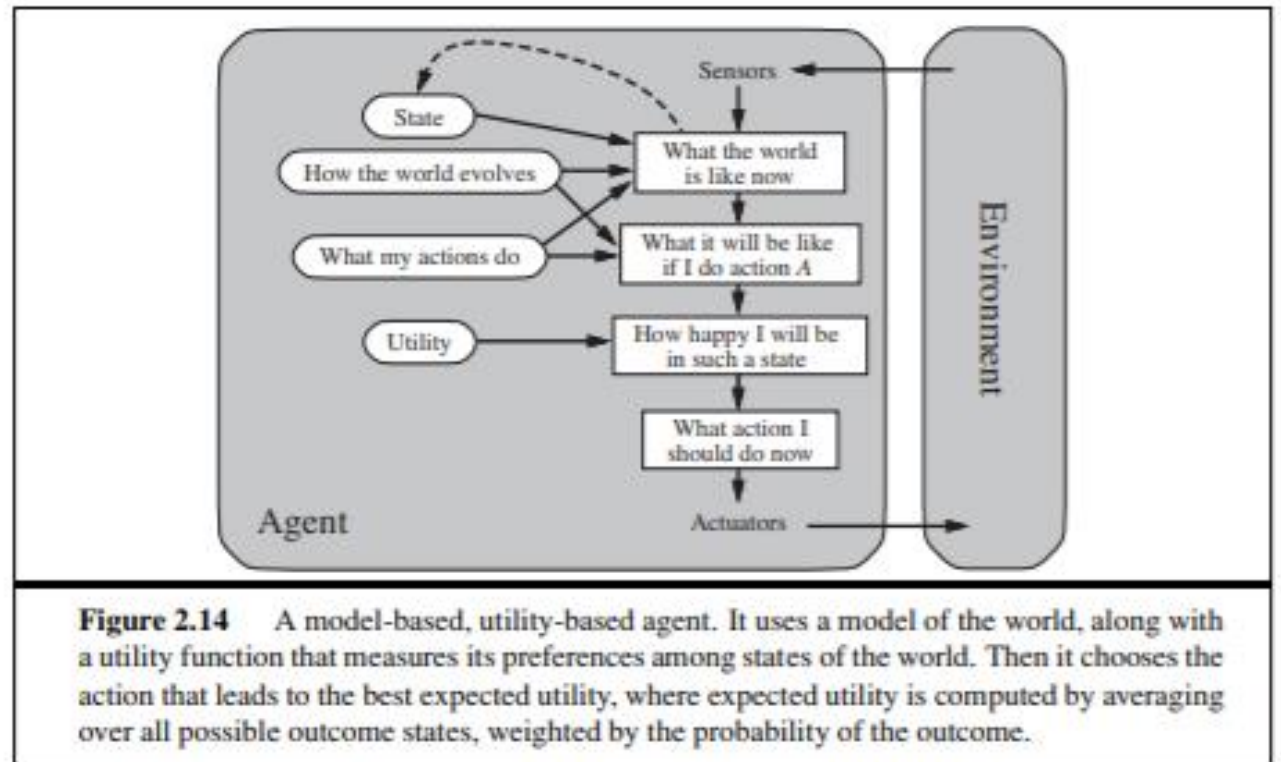 Sensors
State
What the world
is like now
How the world evolves
What my actions do
What it will be like
if I do action A
Utility
How happy I will be
in such a state
What action I
should do now
Agent
Actuators
Environment
Figure 2.14 A model-based, utility-based agent. It uses a model of the world, along with
a utility function that measures its preferences among states of the world. Then it chooses the
action that leads to the best expected utility, where expected utility is computed by averaging
over all possible outcome states, weighted by the probability of the outcome.